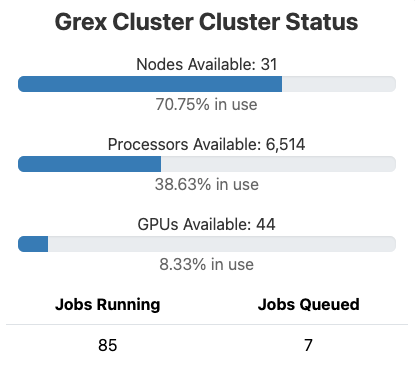 Grex Cluster Cluster Status
Nodes Available: 31
70.75% in use
Processors Available: 6,514
38.63% in use
GPUs Available: 44
8.33% in use
Jobs Running Jobs Queued
85 7